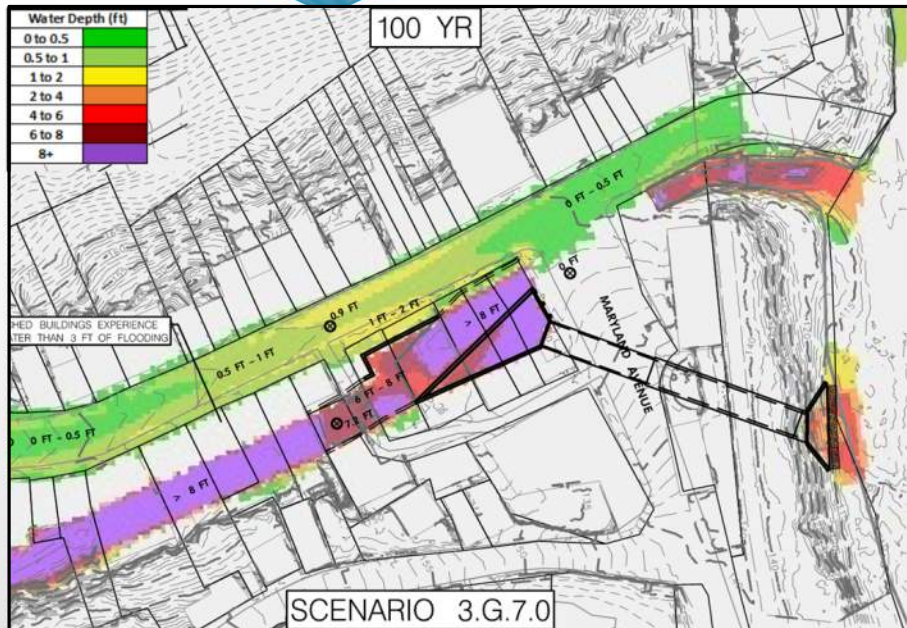 Water Depth (ft)
0 to 0.5
0.5 to 1
1 to 2
2 to 4
4 to 6
6 to 8
8+
100 YR
0 FT - 0.5 FT
0 FT
0.9 FT
1 FT - 2 FT
> 8 FT
MARYLAND AVENUE
HED BUILDINGS EXPERIENCE
TER THAN 3 FT OF FLOODING
0.5 FT - 1 FT
6 FT - 8 FT
0 FT - 0.5 FT
> 8 FT
SCENARIO 3.G.7.0